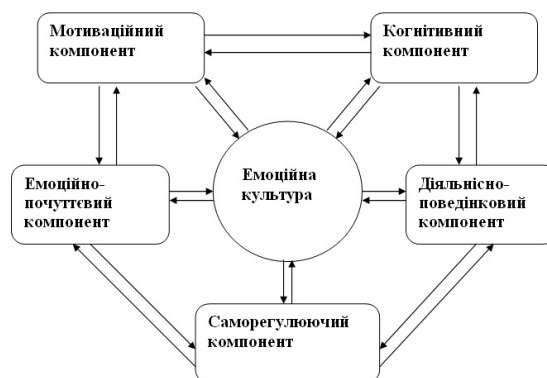 Мотиваційний
компонент
Когнітивний
компонент
Емоційна
культура
Емоційно-
почуттєвий
компонент
Діяльнісно-
поведінковий
компонент
Саморегулюючий
компонент